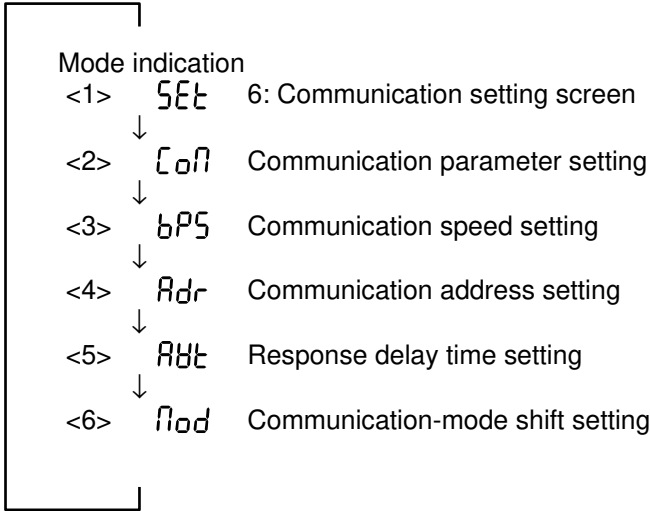 Mode indication
<1> SEt 6: Communication setting screen
↓
<2> CoM Communication parameter setting
↓
<3> bPS Communication speed setting
↓
<4> Adr Communication address setting
↓
<5> AWt Response delay time setting
↓
<6> Mod Communication-mode shift setting